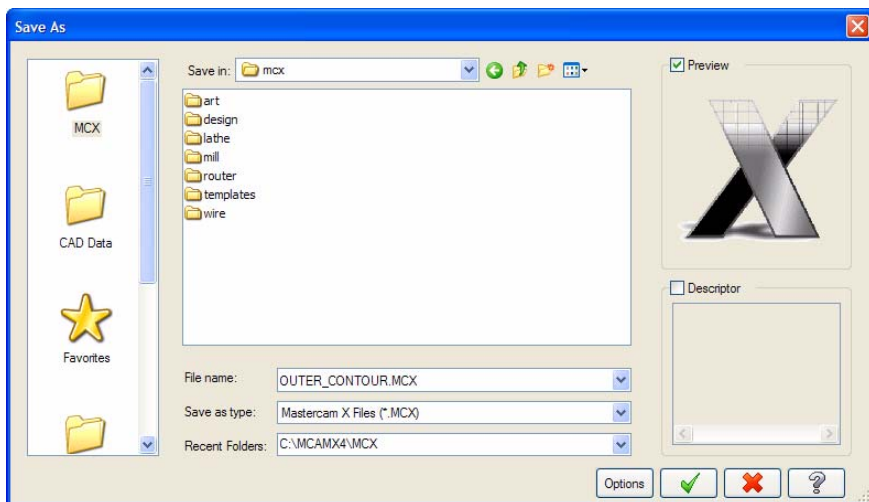 Save As
MCX
CAD Data
Favorites
Save in: mcx
art
design
lathe
mill
router
templates
wire
File name: OUTER_CONTOUR.MCX
Save as type: Mastercam X Files (*.MCX)
Recent Folders: C:\MCAMX4\MCX
Preview
Descriptor
Options